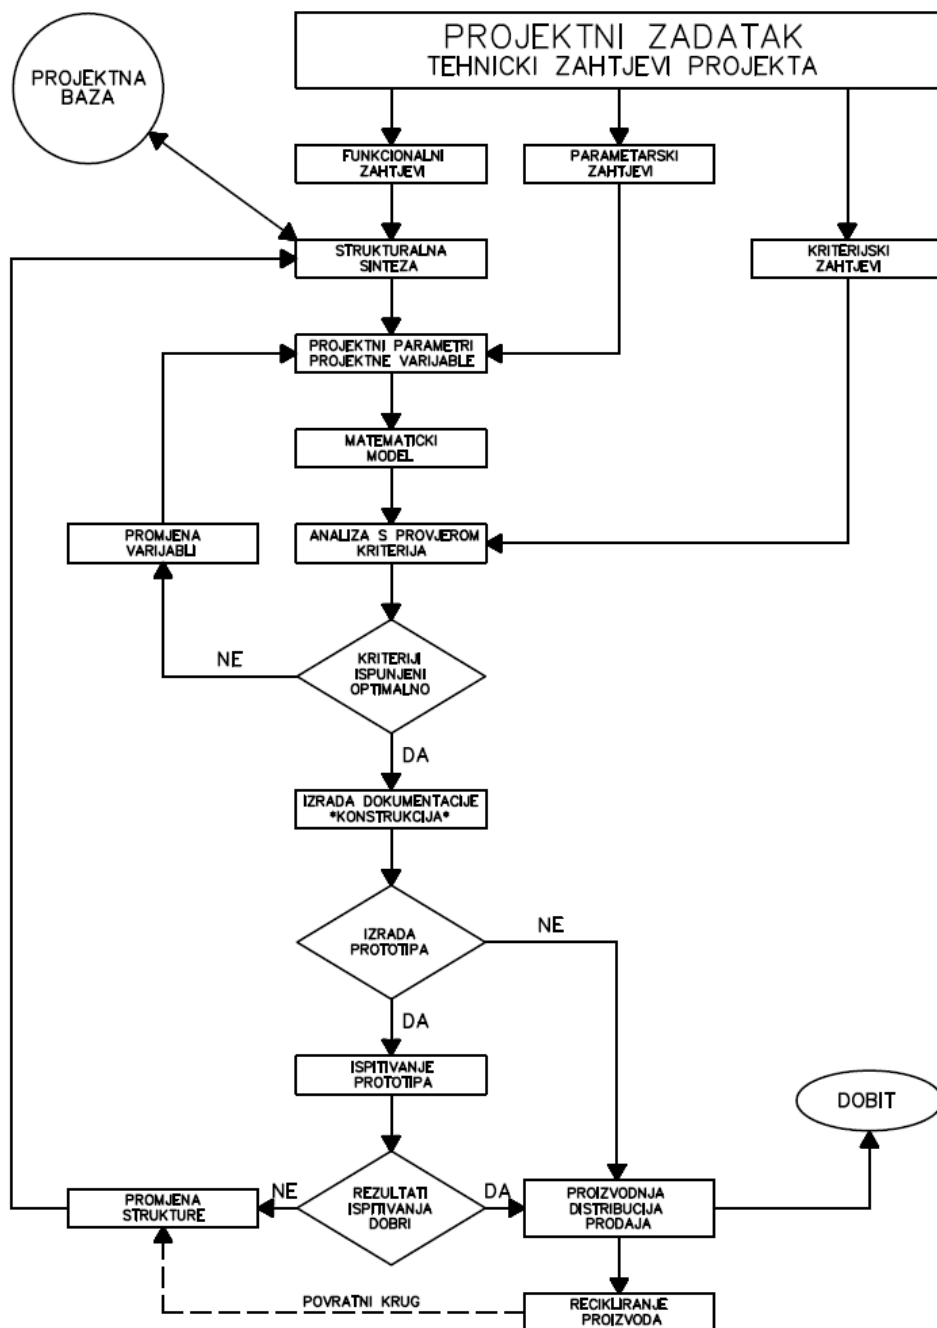 PROJEKTNI ZADATAK
TEHNICKI ZAHTJEVI PROJEKTA
PROJEKTNA
BAZA
FUNKCIONALNI
ZAHTJEVI
PARAMETARSKI
ZAHTJEVI
STRUKTURALNA
SINTEZA
KRITERIJSKI
ZAHTJEVI
PROJEKTNI PARAMETRI
PROJEKTNE VARIJABLE
MATEMATICKI
MODEL
PROMJENA
VARIJABLI
ANALIZA S PROVJEROM
KRITERIJA
NE
KRITERIJI
ISPUNJENI
OPTIMALNO
DA
IZRADA DOKUMENTACIJE
*KONSTRUKCIJA*
IZRADA
PROTOTIPA
NE
DA
ISPITIVANJE
PROTOTIPA
DOBIT
PROMJENA
STRUKTURE
NE
REZULTATI
ISPITIVANJA
DOBRI
DA
PROIZVODNJA
DISTRIBUCIJA
PRODAJA
POVRATNI KRUG
RECIKLIRANJE
PROIZVODA